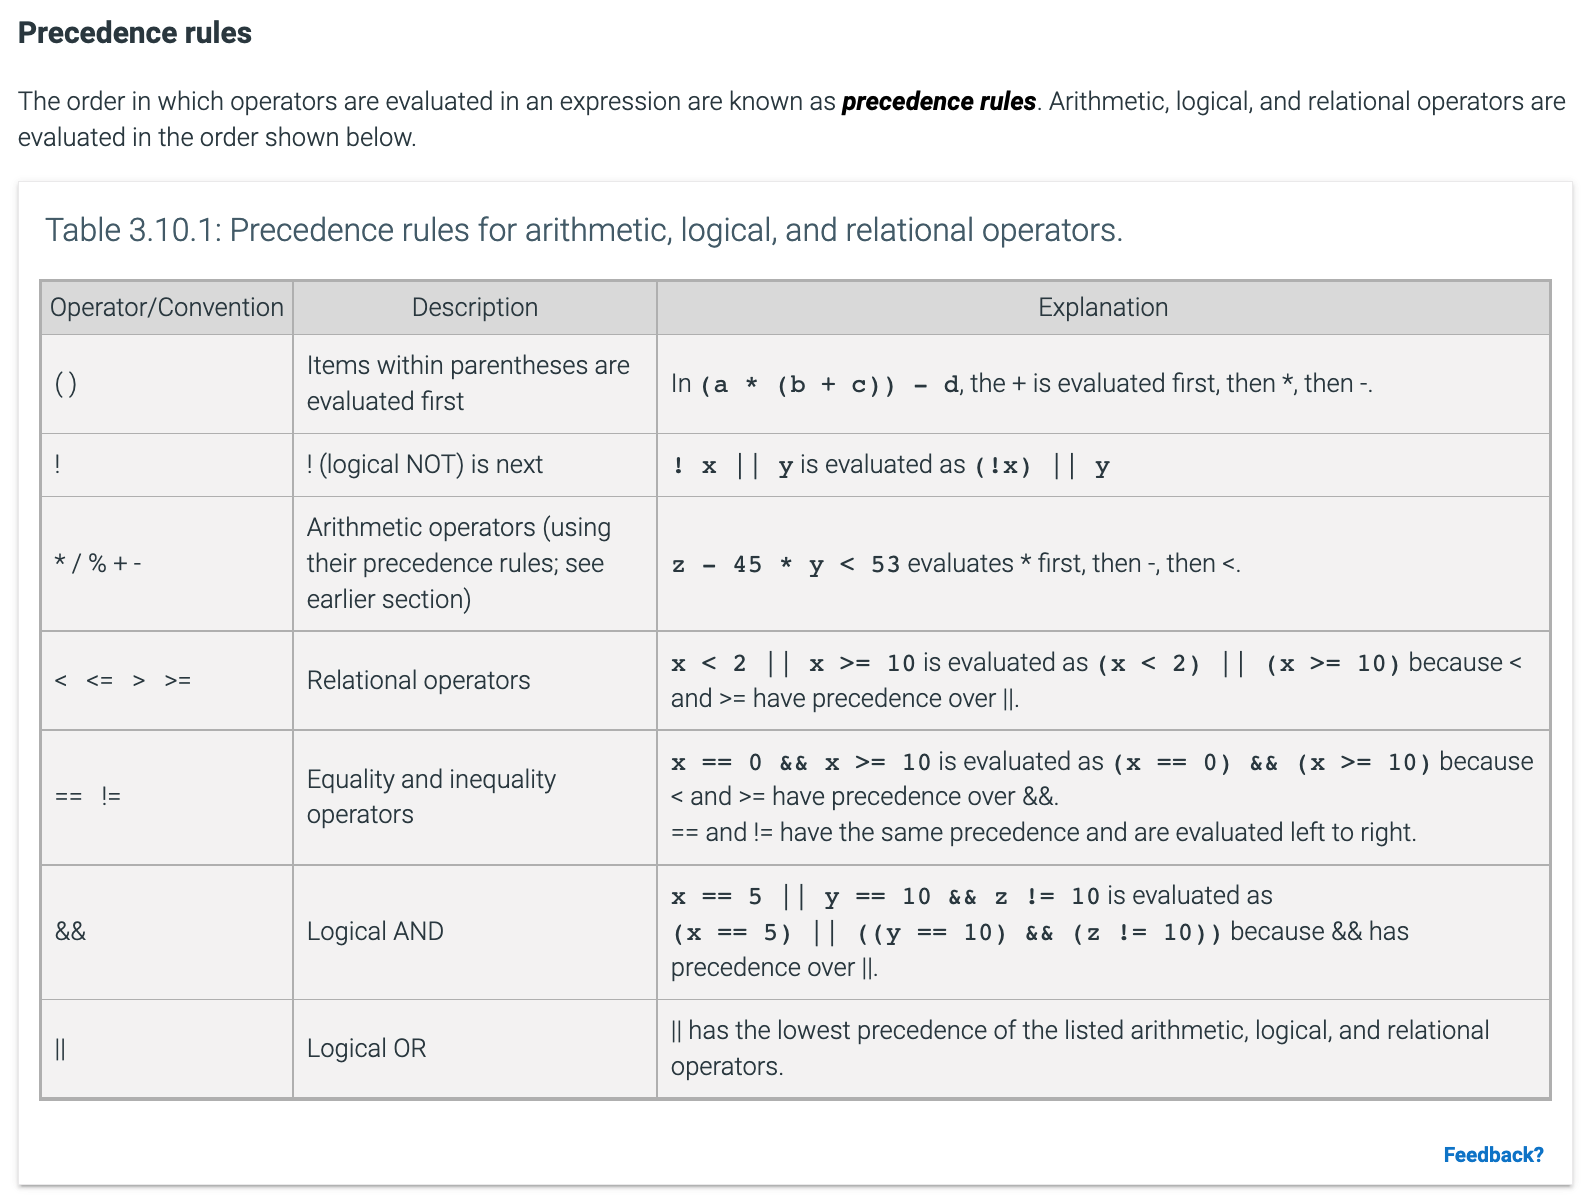 Precedence rules
The order in which operators are evaluated in an expression are known as precedence rules. Arithmetic, logical, and relational operators are
evaluated in the order shown below.
Table 3.10.1: Precedence rules for arithmetic, logical, and relational operators.
Operator/Convention Description Explanation
( ) Items within parentheses are
evaluated first
In (a * (b + c)) - d, the + is evaluated first, then *, then -.
! ! (logical NOT) is next ! x || y is evaluated as (!x) || y
* / % + - Arithmetic operators (using
their precedence rules; see
earlier section)
z - 45 * y < 53 evaluates * first, then -, then <.
< <= > >= Relational operators
x < 2 || x >= 10 is evaluated as (x < 2) || (x >= 10) because <
and >= have precedence over ||.
== != Equality and inequality
operators
x == 0 && x >= 10 is evaluated as (x == 0) && (x >= 10) because
< and >= have precedence over &&.
== and != have the same precedence and are evaluated left to right.
&& Logical AND
x == 5 || y == 10 && z != 10 is evaluated as
(x == 5) || ((y == 10) && (z != 10)) because && has
precedence over ||.
|| Logical OR
|| has the lowest precedence of the listed arithmetic, logical, and relational
operators.
Feedback?